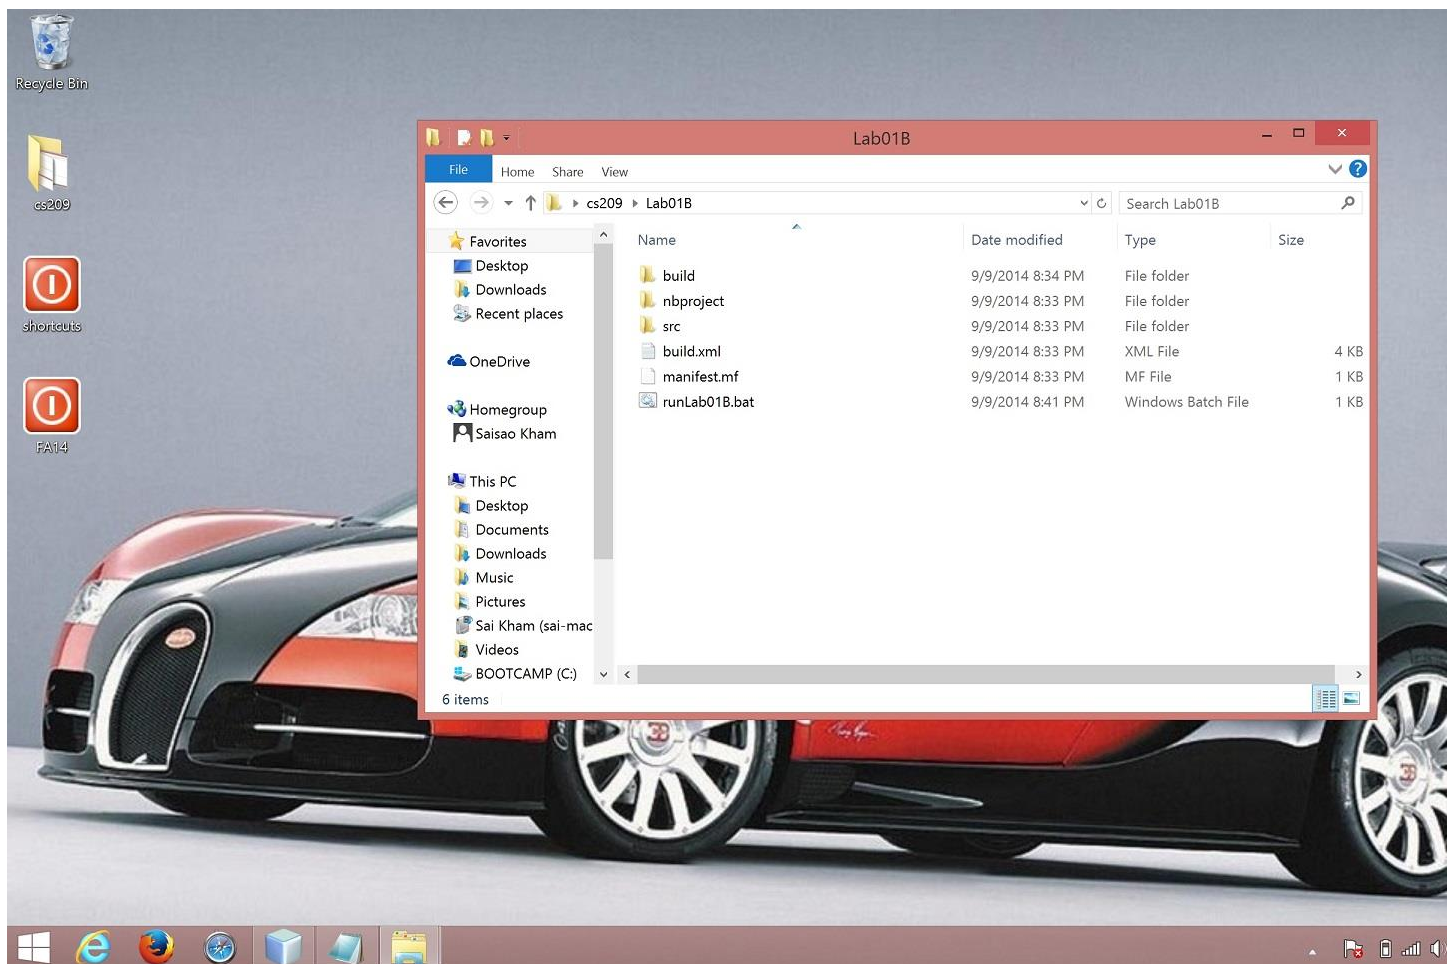 Recycle Bin
cs209
shortcuts
FA14
Lab01B
File Home Share View
cs209 Lab01B
Search Lab01B
Favorites
Desktop
Downloads
Recent places
OneDrive
Homegroup
Saisao Kham
This PC
Desktop
Documents
Downloads
Music
Pictures
Sai Kham (sai-mac
Videos
BOOTCAMP (C:)
Name Date modified Type Size
build 9/9/2014 8:34 PM File folder
nbproject 9/9/2014 8:33 PM File folder
src 9/9/2014 8:33 PM File folder
build.xml 9/9/2014 8:33 PM XML File 4 KB
manifest.mf 9/9/2014 8:33 PM MF File 1 KB
runLab01B.bat 9/9/2014 8:41 PM Windows Batch File 1 KB
6 items